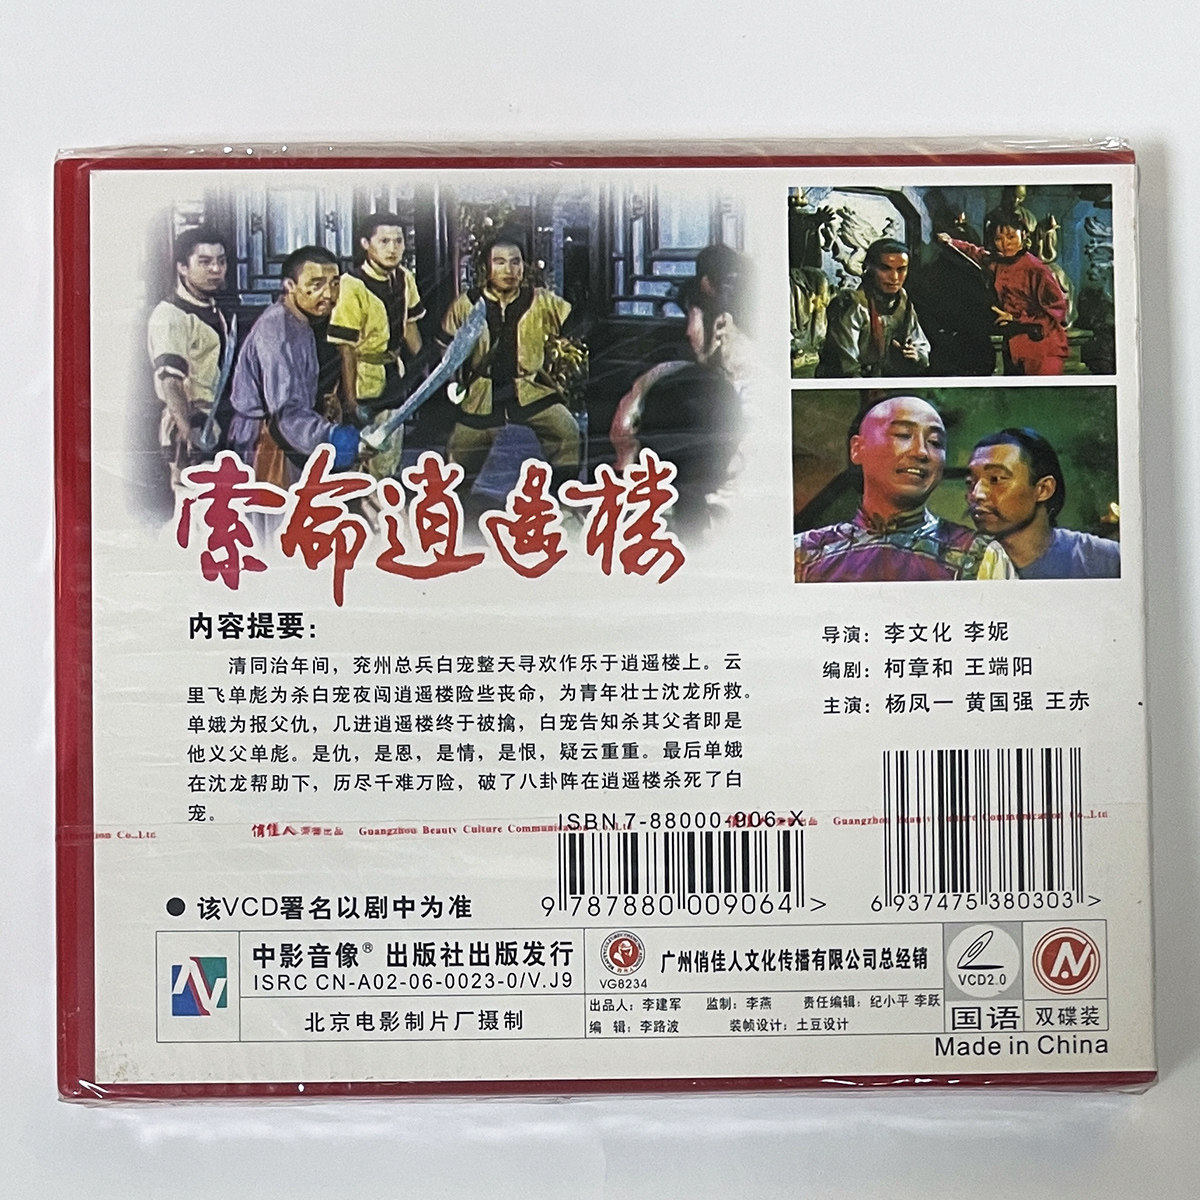 索命逍遥楼
内容提要：
清同治年间，兖州总兵白宠整天寻欢作乐于逍遥楼上。云
里飞单彪为杀白宠夜闯逍遥楼险些丧命，为青年壮士沈龙所救。
单娥为报父仇，几进逍遥楼终于被擒，白宠告知杀其父者即是
他义父单彪。是仇，是恩，是情，是恨，疑云重重。最后单娥
在沈龙帮助下，历尽千难万险，破了八卦阵在逍遥楼杀死了白
宠。
导演：李文化 李妮
编剧：柯章和 王端阳
主演：杨凤一 黄国强 王赤
ISBN 7-88000-906-X
俏佳人荣誉出品 Guangzhou Beauty Culture Communication Co.,Ltd
9 787880 009064 >
6 937475 380303 >
● 该VCD署名以剧中为准
中影音像® 出版社出版发行
ISRC CN-A02-06-0023-0/V.J9
北京电影制片厂摄制
VG8234
广州俏佳人文化传播有限公司总经销
出品人：李建军 监制：李燕 责任编辑：纪小平 李跃
编 辑：李路波 装帧设计：土豆设计
VCD2.0
国语
双碟装
Made in China